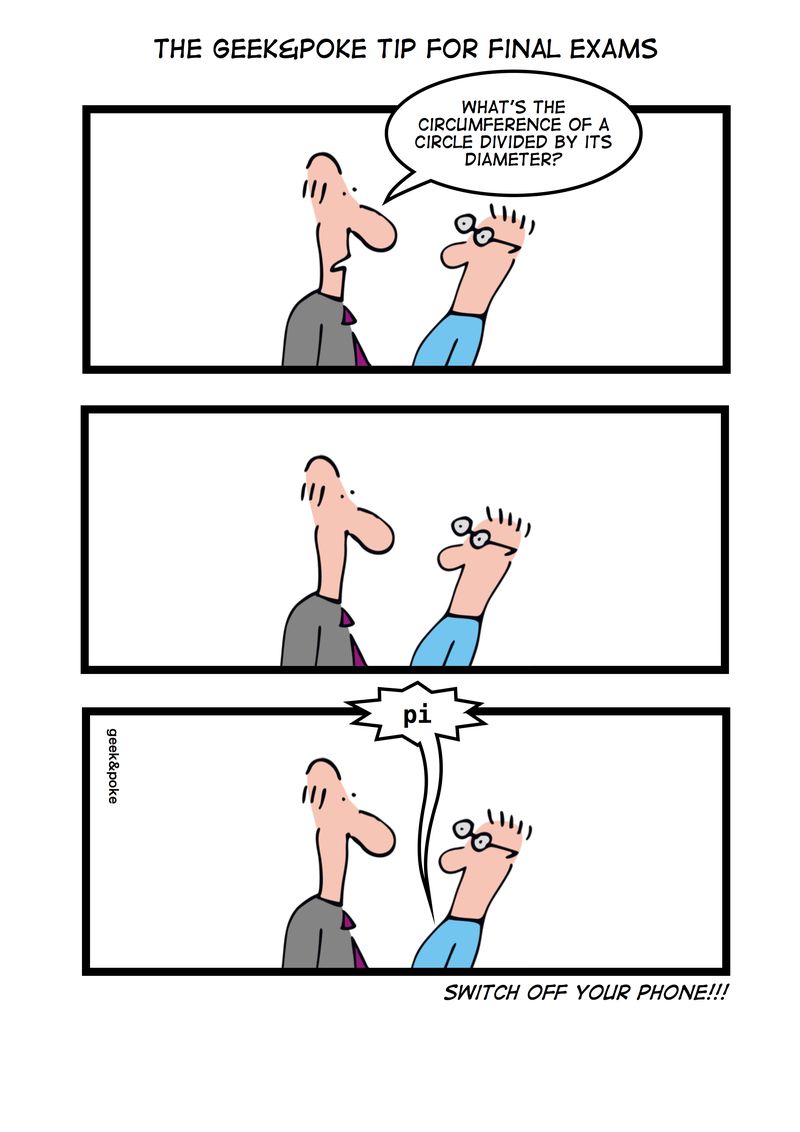 THE GEEK&POKE TIP FOR FINAL EXAMS
WHAT'S THE
CIRCUMFERENCE OF A
CIRCLE DIVIDED BY ITS
DIAMETER?
pi
geek&poke
SWITCH OFF YOUR PHONE!!!